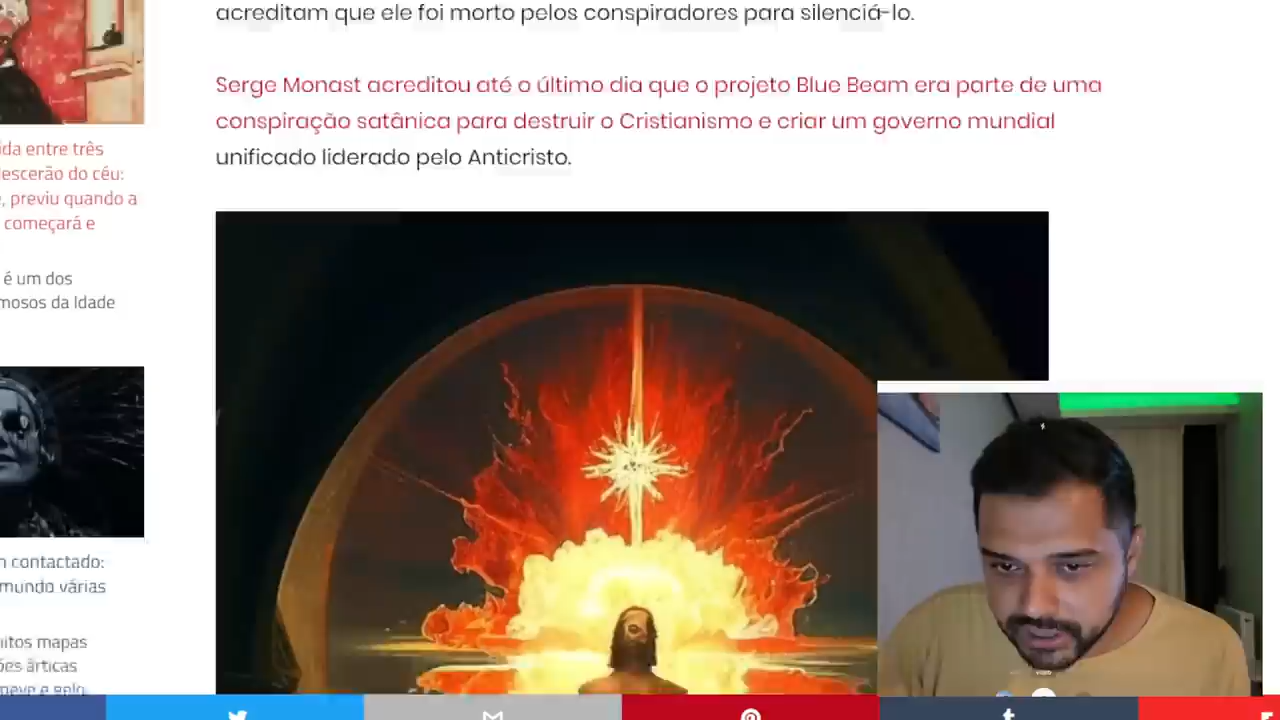 acreditam que ele foi morto pelos conspiradores para silenciá-lo.
Serge Monast acreditou até o último dia que o projeto Blue Beam era parte de uma
conspiração satânica para destruir o Cristianismo e criar um governo mundial
unificado liderado pelo Anticristo.
ida entre três
escerão do céu:
, previu quando a
começará e
é um dos
mosos da Idade
contactado:
mundo várias
itos mapas
ões árticas
neve e gelo